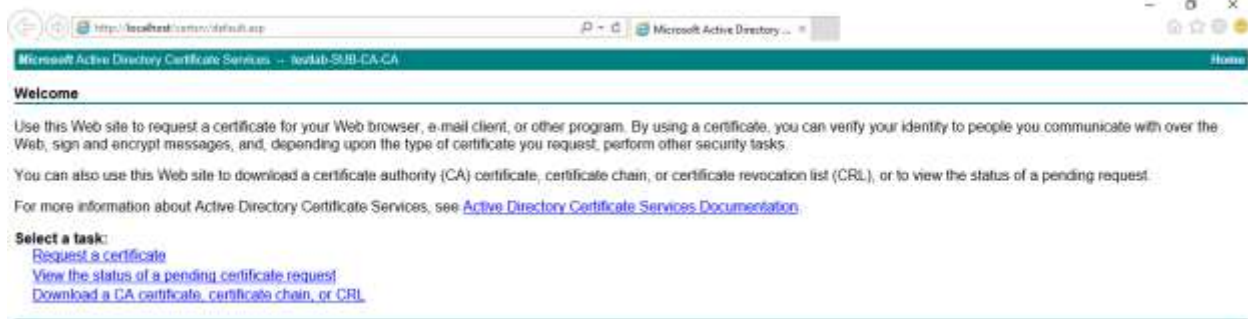 http://localhost/certsrv/default.asp
Microsoft Active Directory ...
Microsoft Active Directory Certificate Services -- testlab-SUB-CA-CA
Home
Welcome
Use this Web site to request a certificate for your Web browser, e-mail client, or other program. By using a certificate, you can verify your identity to people you communicate with over the
Web, sign and encrypt messages, and, depending upon the type of certificate you request, perform other security tasks.
You can also use this Web site to download a certificate authority (CA) certificate, certificate chain, or certificate revocation list (CRL), or to view the status of a pending request.
For more information about Active Directory Certificate Services, see Active Directory Certificate Services Documentation.
Select a task:
Request a certificate
View the status of a pending certificate request
Download a CA certificate, certificate chain, or CRL